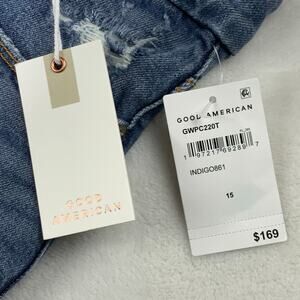 GOOD
AMERICAN
GOOD AMERICAN
GWPC220T
INDIGO861
15
$169